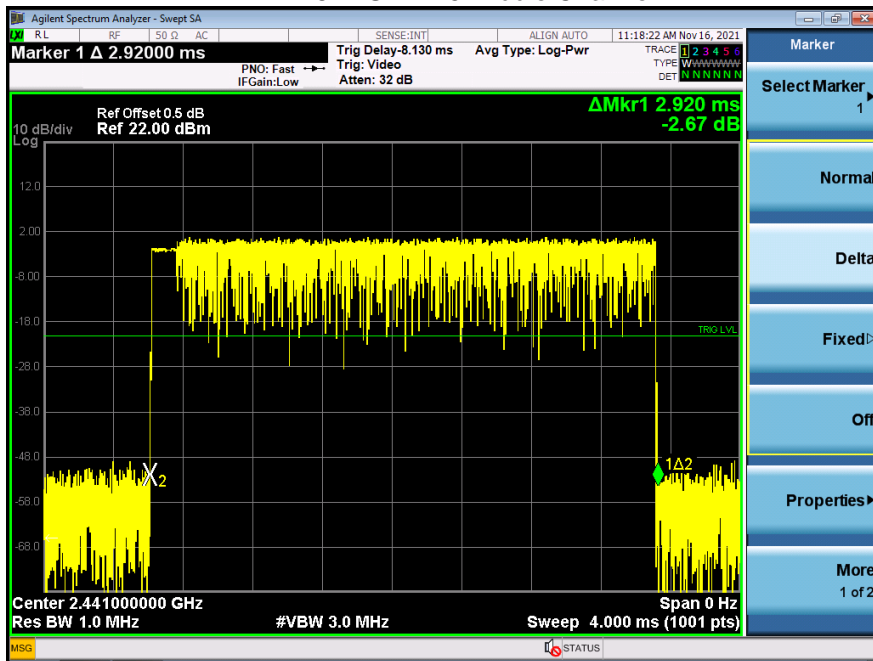 Agilent Spectrum Analyzer - Swept SA
LXI RL RF 50 Ω AC SENSE:INT ALIGN AUTO 11:18:22 AM Nov 16, 2021
Marker 1 Δ 2.92000 ms
PNO: Fast
IFGain:Low
Trig Delay-8.130 ms
Trig: Video
Atten: 32 dB
Avg Type: Log-Pwr
TRACE 1 2 3 4 5 6
TYPE WWWWWW
DET N N N N N N
Marker
Select Marker
1
Normal
Delta
Fixed
Off
Properties
More
1 of 2
ΔMkr1 2.920 ms
-2.67 dB
Ref Offset 0.5 dB
10 dB/div Ref 22.00 dBm
Log
12.0
2.00
-8.00
-18.0
TRIG LVL
-28.0
-38.0
-48.0
1Δ2
2
-58.0
-68.0
Center 2.441000000 GHz Span 0 Hz
Res BW 1.0 MHz #VBW 3.0 MHz Sweep 4.000 ms (1001 pts)
MSG STATUS